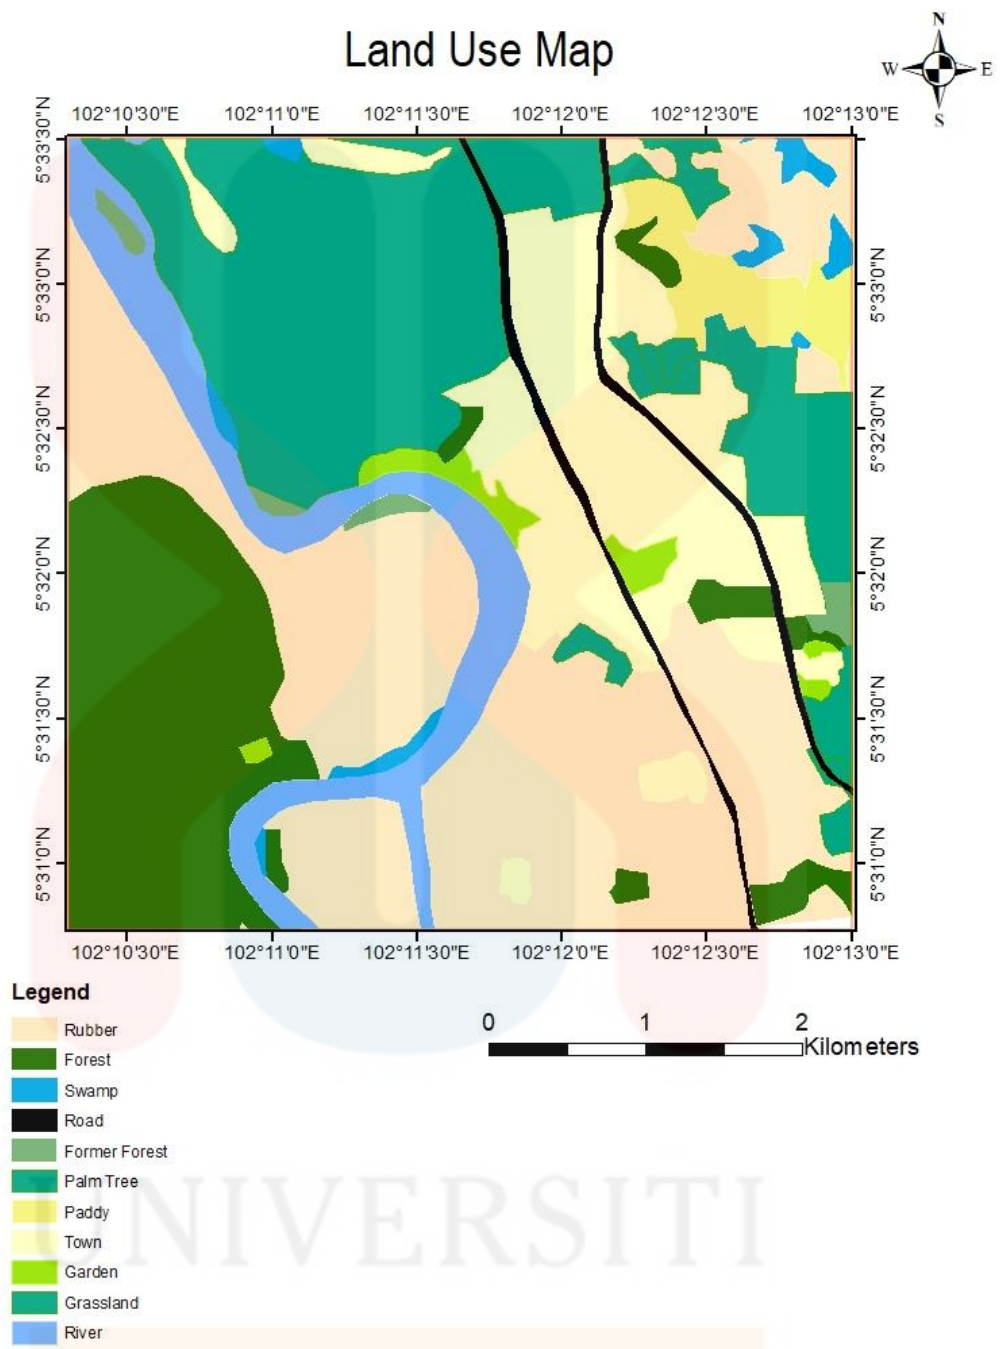 Land Use Map
N
W E
S
102°10'30"E 102°11'0"E 102°11'30"E 102°12'0"E 102°12'30"E 102°13'0"E
5°33'30"N
5°33'0"N 5°33'0"N
5°32'30"N 5°32'30"N
5°32'0"N 5°32'0"N
5°31'30"N 5°31'30"N
5°31'0"N 5°31'0"N
102°10'30"E 102°11'0"E 102°11'30"E 102°12'0"E 102°12'30"E 102°13'0"E
Legend
Rubber
Forest
Swamp
Road
Former Forest
Palm Tree
Paddy
Town
Garden
Grassland
River
0 1 2
Kilometers
UNIVERSITI